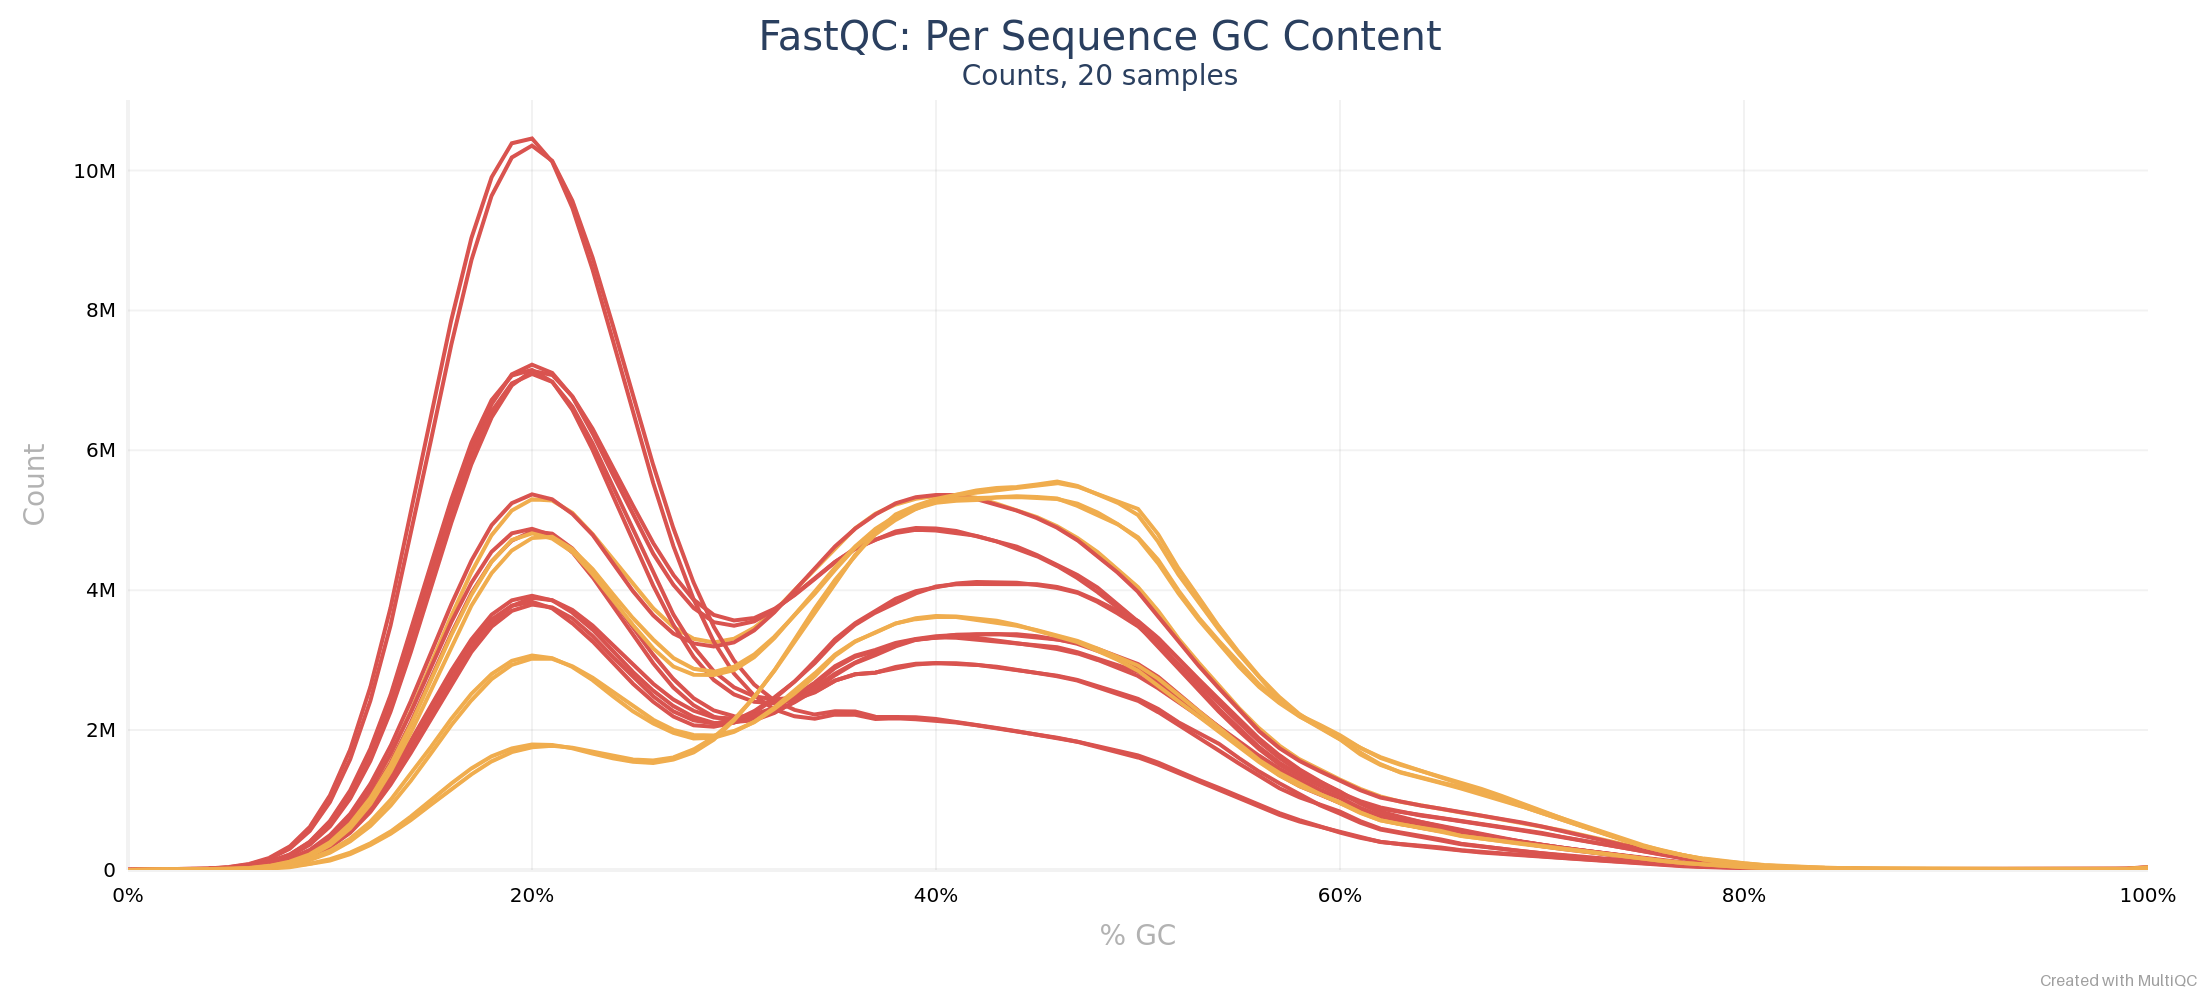 FastQC: Per Sequence GC Content
Counts, 20 samples
10M
8M
6M
4M
2M
0
Count
0%
20%
40%
60%
80%
100%
% GC
Created with MultiQC